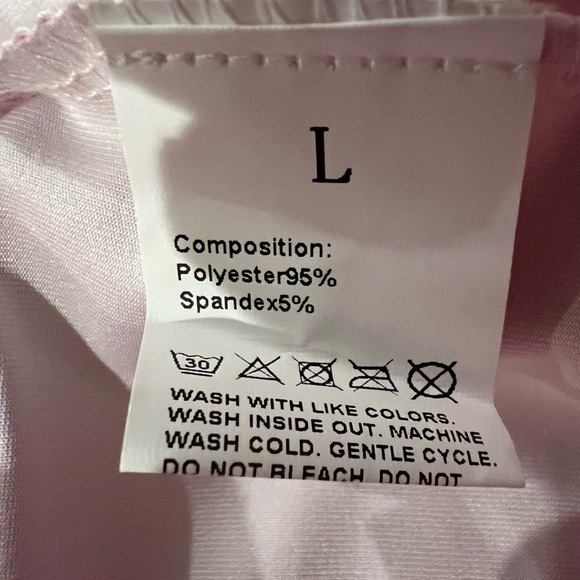 L
Composition:
Polyester95%
Spandex5%
30
WASH WITH LIKE COLORS.
WASH INSIDE OUT. MACHINE
WASH COLD. GENTLE CYCLE.
DO NOT BLEACH. DO NOT